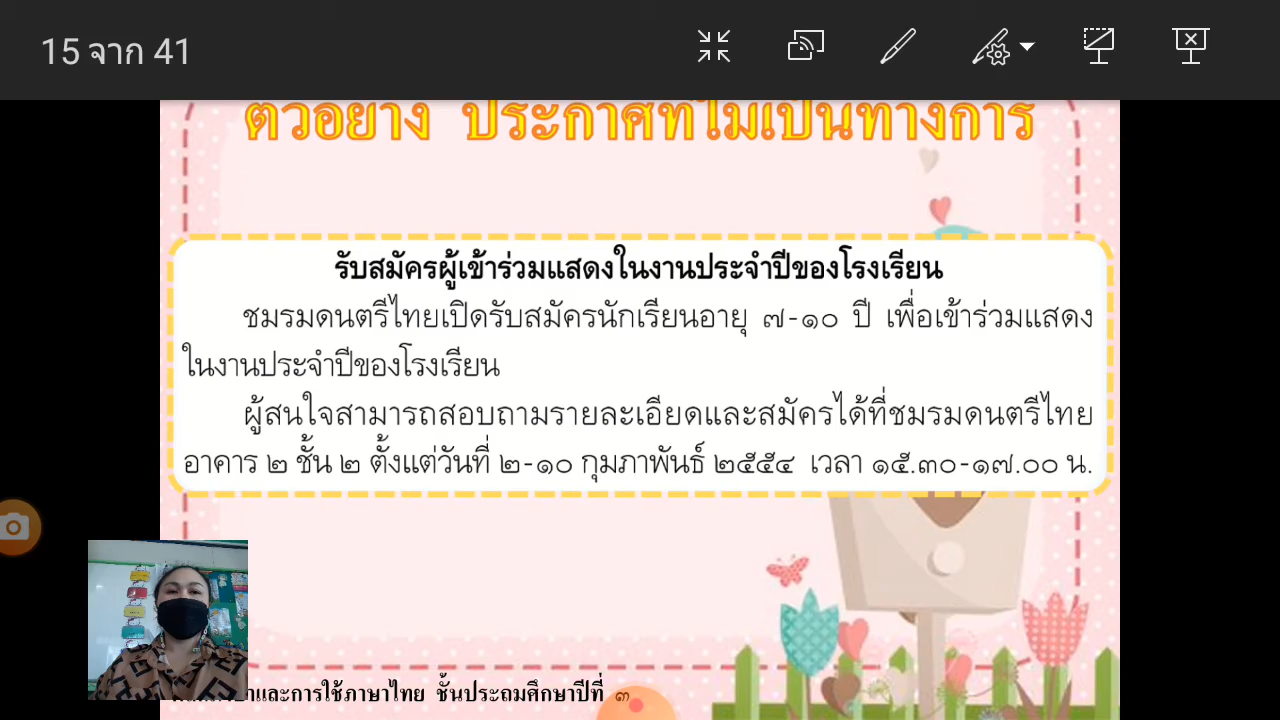 15 จาก 41
ตัวอย่าง ประกาศที่ไม่เป็นทางการ
รับสมัครผู้เข้าร่วมแสดงในงานประจำปีของโรงเรียน
ชมรมดนตรีไทยเปิดรับสมัครนักเรียนอายุ ๗-๑๐ ปี เพื่อเข้าร่วมแสดง
ในงานประจำปีของโรงเรียน
ผู้สนใจสามารถสอบถามรายละเอียดและสมัครได้ที่ชมรมดนตรีไทย
อาคาร ๒ ชั้น ๒ ตั้งแต่วันที่ ๒-๑๐ กุมภาพันธ์ ๒๕๕๔ เวลา ๑๕.๓๐-๑๗.๐๐ น.
และการใช้ภาษาไทย ชั้นประถมศึกษาปีที่ ๓